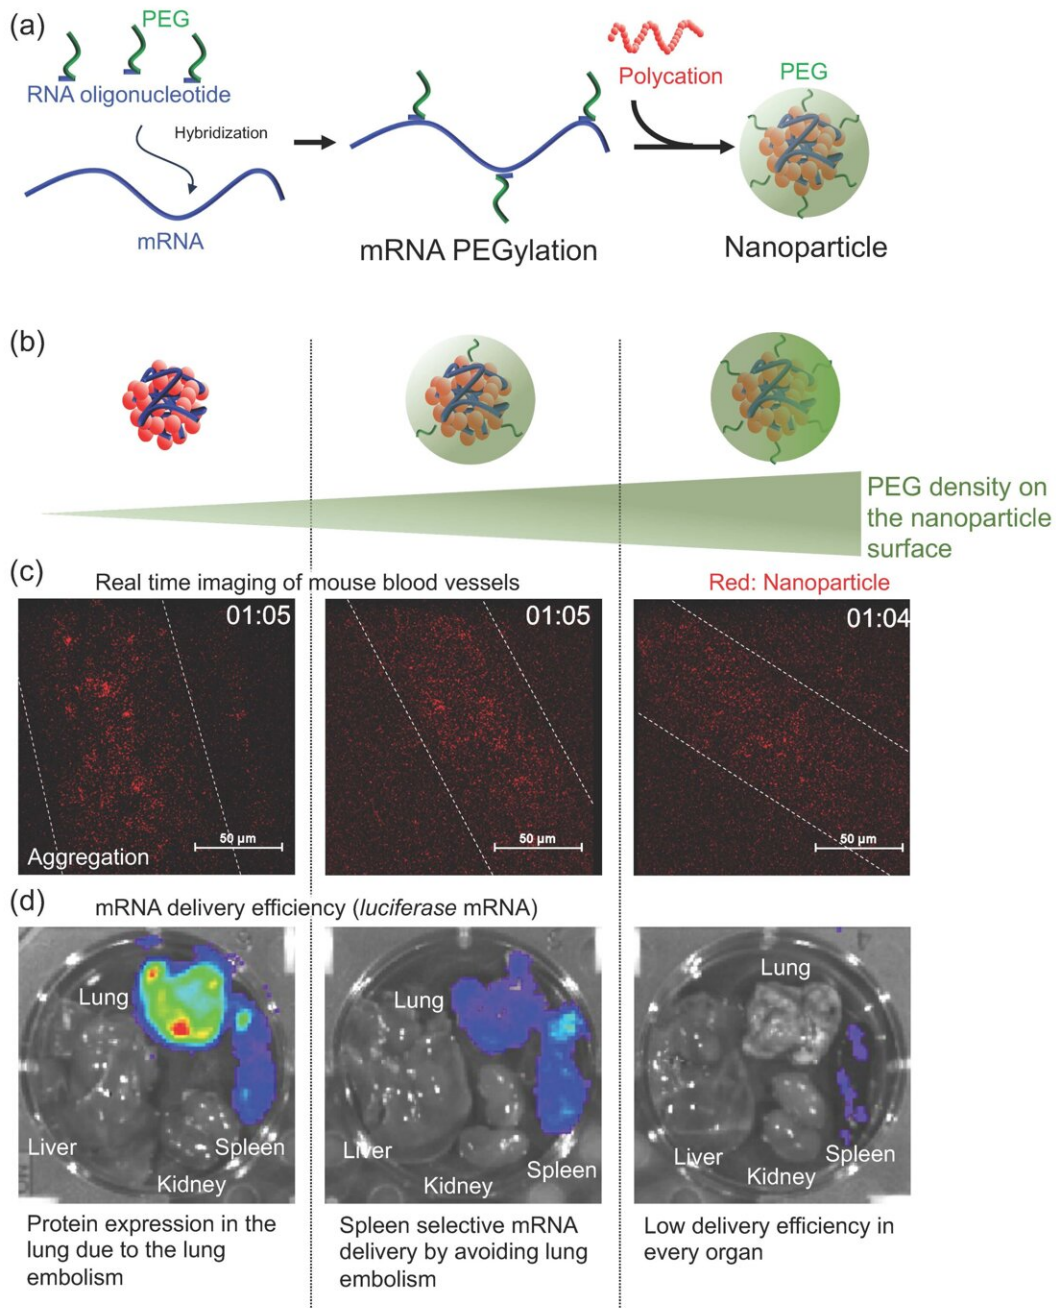 (a)
PEG
RNA oligonucleotide
Hybridization
mRNA
mRNA PEGylation
Polycation
PEG
Nanoparticle
(b)
PEG density on
the nanoparticle
surface
(c)
Real time imaging of mouse blood vessels
Red: Nanoparticle
01:05
50 µm
Aggregation
01:05
50 µm
01:04
50 µm
(d)
mRNA delivery efficiency (luciferase mRNA)
Lung
Liver
Spleen
Kidney
Lung
Liver
Spleen
Kidney
Lung
Liver
Spleen
Kidney
Protein expression in the
lung due to the lung
embolism
Spleen selective mRNA
delivery by avoiding lung
embolism
Low delivery efficiency in
every organ